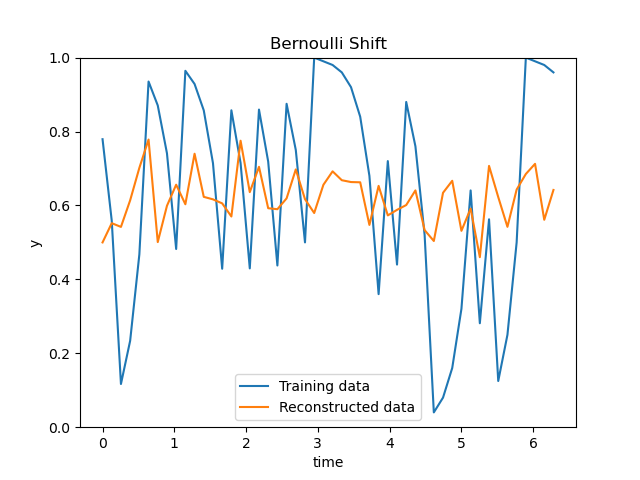 Bernoulli Shift
1.0
0.8
0.6
0.4
0.2
0.0
y
Training data
Reconstructed data
0 1 2 3 4 5 6
time